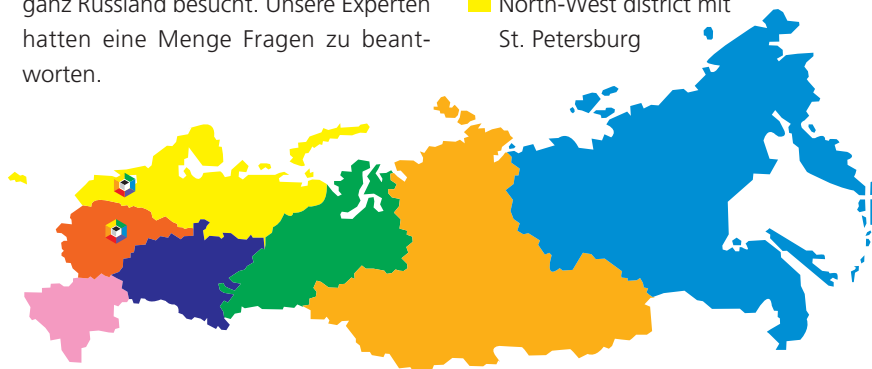 ganz Russland besucht. Unsere Experten
hatten eine Menge Fragen zu beant-
worten.
North-West district mit
St. Petersburg